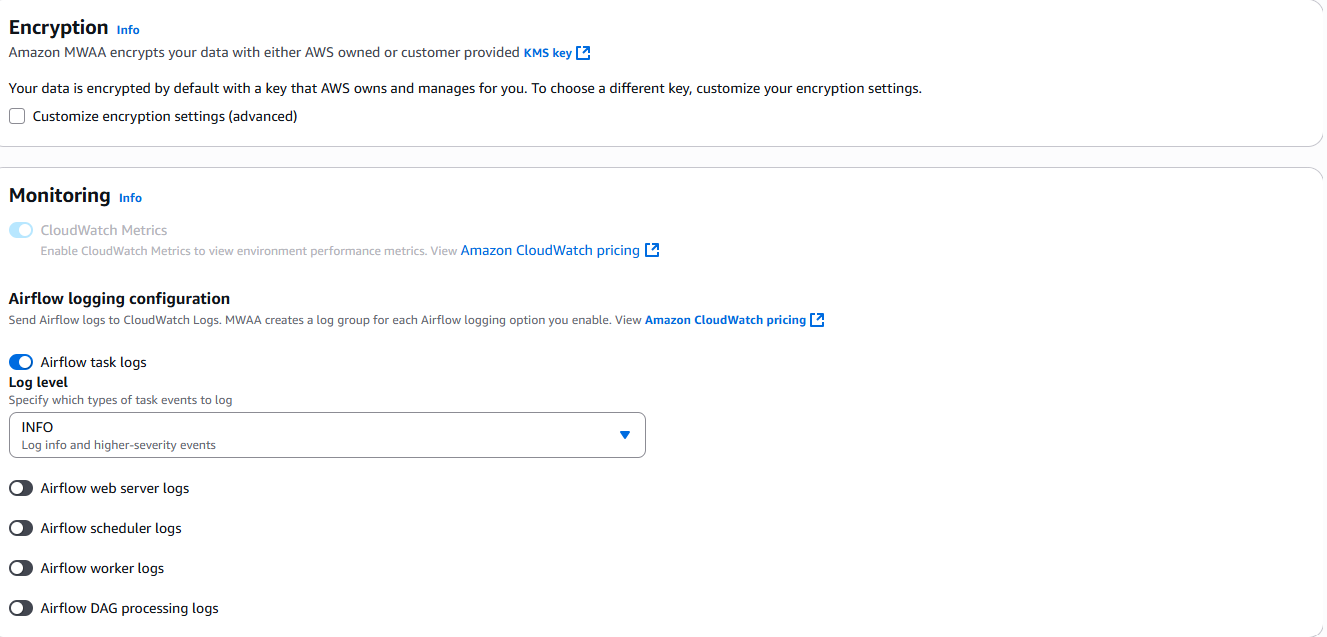 Encryption Info
Amazon MWAA encrypts your data with either AWS owned or customer provided KMS key
Your data is encrypted by default with a key that AWS owns and manages for you. To choose a different key, customize your encryption settings.
Customize encryption settings (advanced)
Monitoring Info
CloudWatch Metrics
Enable CloudWatch Metrics to view environment performance metrics. View Amazon CloudWatch pricing
Airflow logging configuration
Send Airflow logs to CloudWatch Logs. MWAA creates a log group for each Airflow logging option you enable. View Amazon CloudWatch pricing
Airflow task logs
Log level
Specify which types of task events to log
INFO
Log info and higher-severity events
Airflow web server logs
Airflow scheduler logs
Airflow worker logs
Airflow DAG processing logs